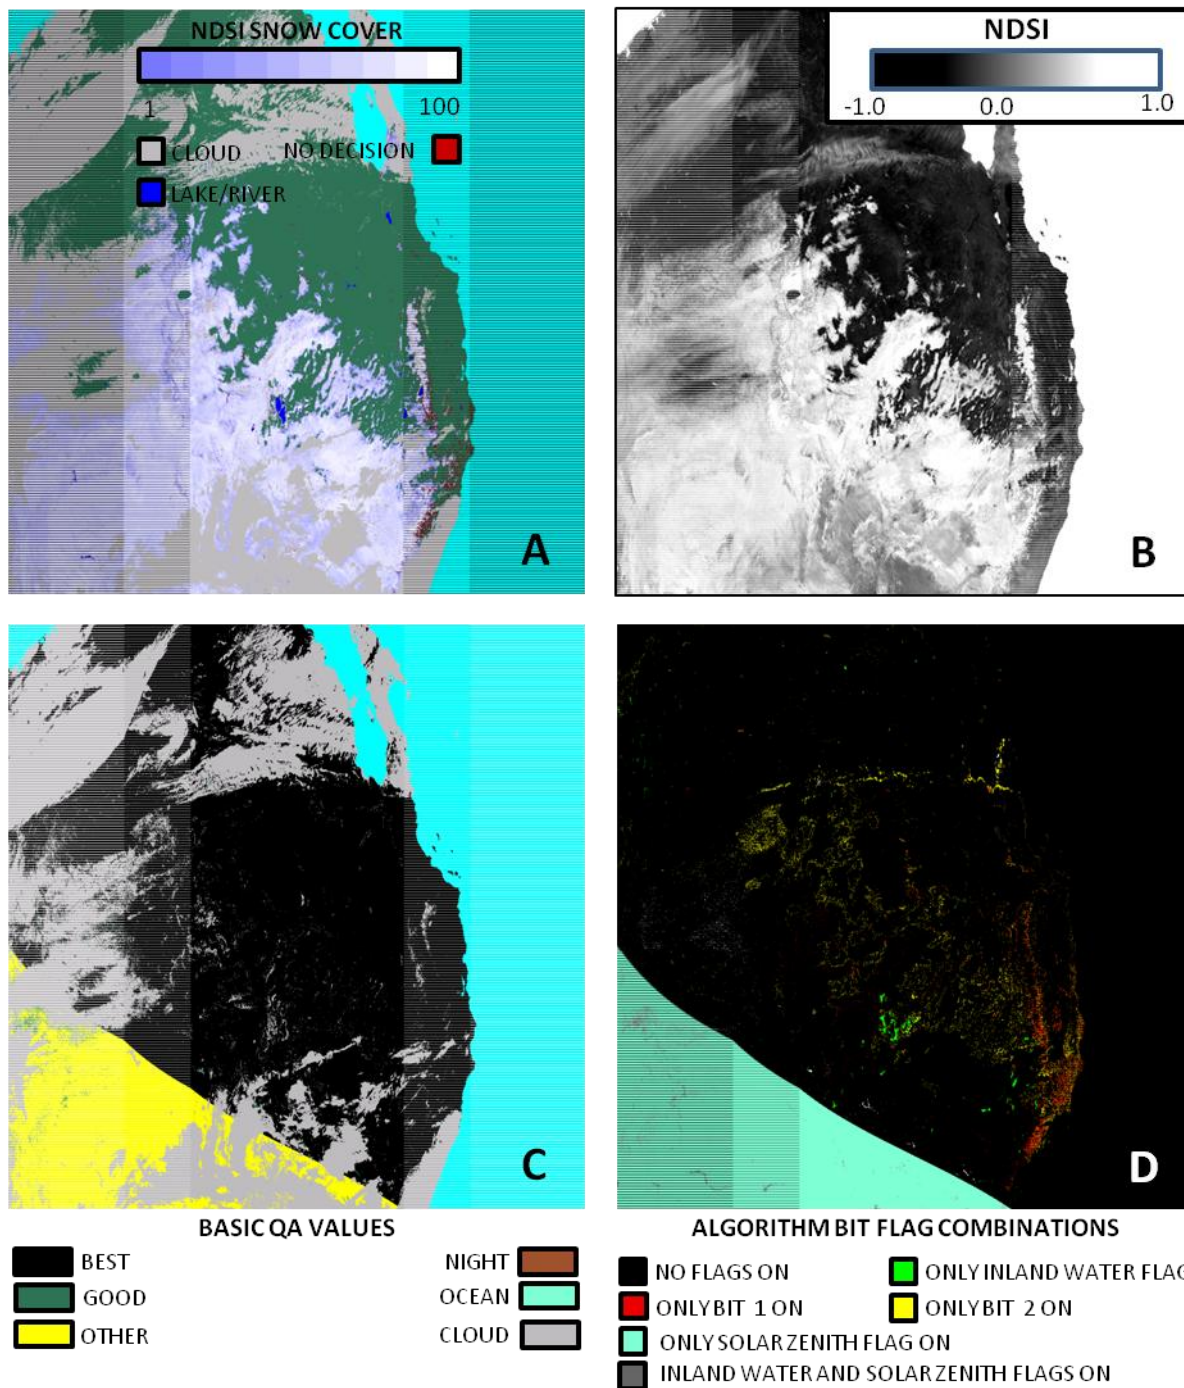 NDSI SNOW COVER
1 100
CLOUD NO DECISION
LAKE/RIVER
A
NDSI
-1.0 0.0 1.0
B
C
D
BASIC QA VALUES
BEST NIGHT
GOOD OCEAN
OTHER CLOUD
ALGORITHM BIT FLAG COMBINATIONS
NO FLAGS ON ONLY INLAND WATER FLAG
ONLY BIT 1 ON ONLY BIT 2 ON
ONLY SOLAR ZENITH FLAG ON
INLAND WATER AND SOLAR ZENITH FLAGS ON